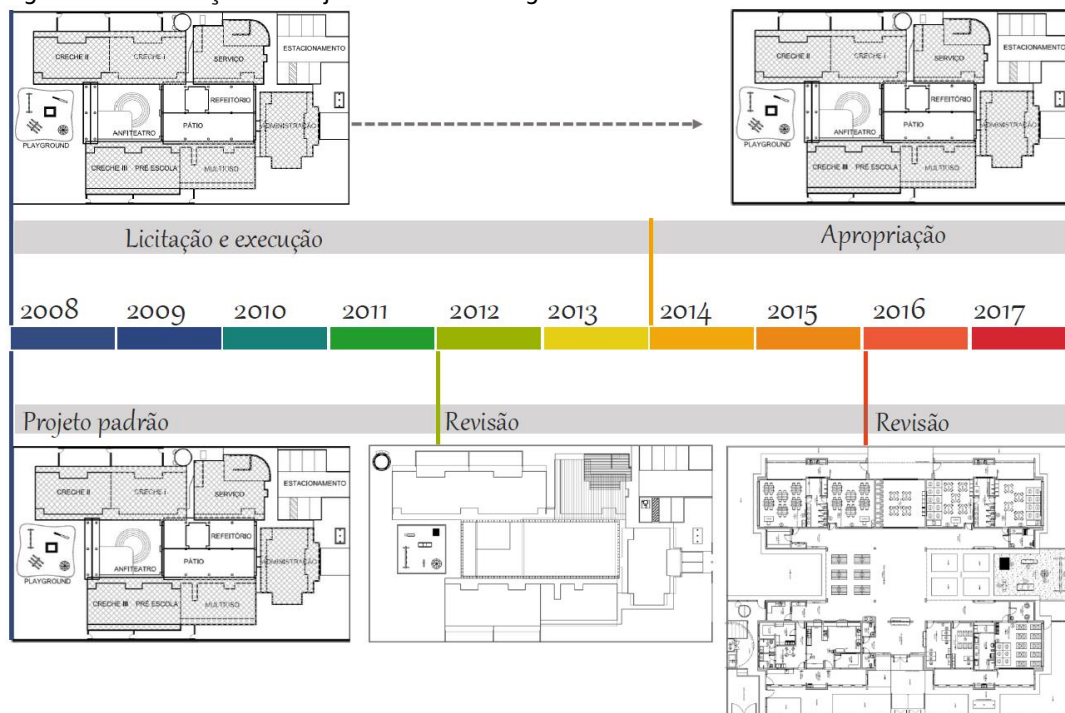 CRECHE II CRECHE I SERVIÇO ESTACIONAMENTO
REFEITÓRIO
PÁTIO
ANFITEATRO ADMINISTRAÇÃO
PLAYGROUND
CRECHE III PRÉ ESCOLA MULTIUSO
CRECHE II CRECHE I SERVIÇO ESTACIONAMENTO
REFEITÓRIO
PÁTIO
ANFITEATRO ADMINISTRAÇÃO
PLAYGROUND
CRECHE III PRÉ ESCOLA MULTIUSO
Licitação e execução Apropriação
2008 2009 2010 2011 2012 2013 2014 2015 2016 2017
Projeto padrão Revisão Revisão
CRECHE II CRECHE I SERVIÇO ESTACIONAMENTO
REFEITÓRIO
PÁTIO
ANFITEATRO ADMINISTRAÇÃO
PLAYGROUND
CRECHE III PRÉ ESCOLA MULTIUSO